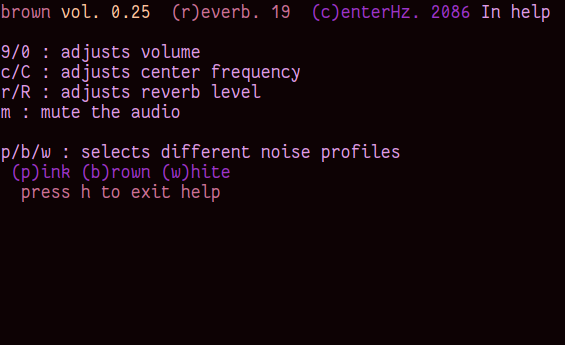 brown vol. 0.25  (r)everb. 19  (c)enterHz. 2086 In help
9/0 : adjusts volume
c/C : adjusts center frequency
r/R : adjusts reverb level
m : mute the audio
p/b/w : selects different noise profiles
(p)ink (b)rown (w)hite
press h to exit help